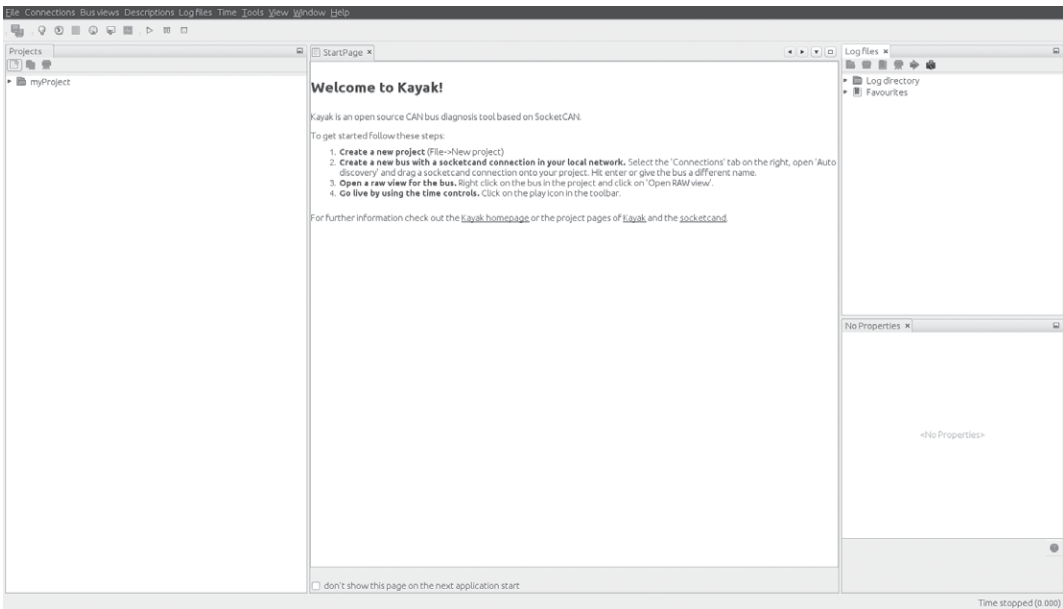 File Connections Bus views Descriptions Log files Time Tools View Window Help
Projects
myProject
StartPage
Welcome to Kayak!
Kayak is an open source CAN bus diagnosis tool based on SocketCAN.
To get started follow these steps:
1. Create a new project (File->New project)
2. Create a new bus with a socketcand connection in your local network. Select the 'Connections' tab on the right, open 'Auto
discovery' and drag a socketcand connection onto your project. Hit enter or give the bus a different name.
3. Open a raw view for the bus. Right click on the bus in the project and click on 'Open RAW view'.
4. Go live by using the time controls. Click on the play icon in the toolbar.
For further information check out the Kayak homepage or the project pages of Kayak and the socketcand.
don't show this page on the next application start
Log files
Log directory
Favourites
No Properties
<No Properties>
Time stopped (0.000)